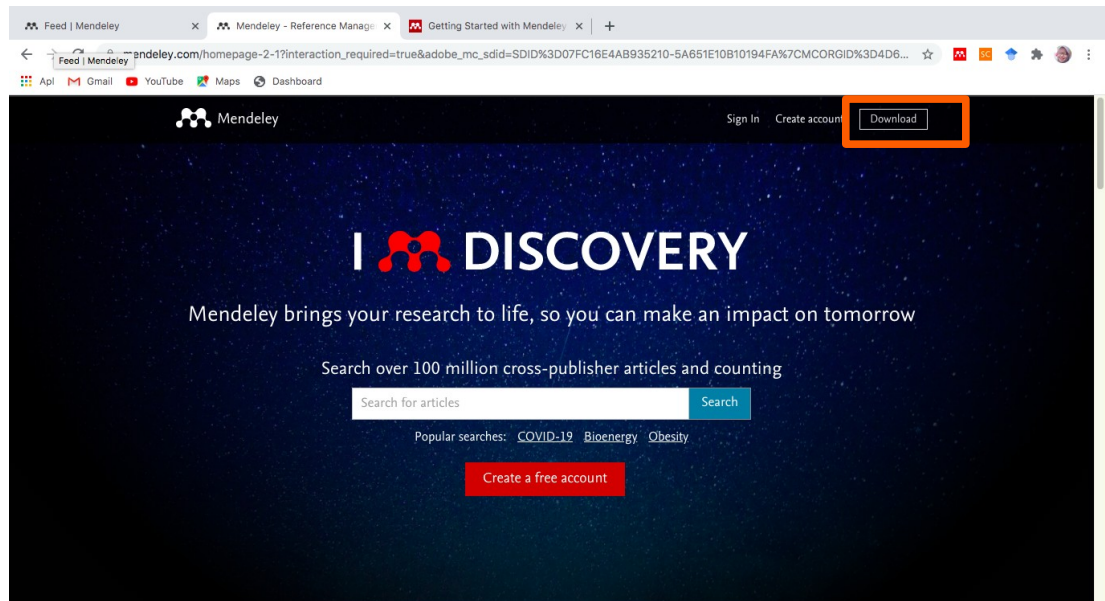 Feed | Mendeley
Mendeley - Reference Manage
Getting Started with Mendeley
mendeley.com/homepage-2-1?interaction_required=true&adobe_mc_sdid=SDID%3D07FC16E4AB935210-5A651E10B10194FA%7CMCORGID%3D4D6...
Feed | Mendeley
Apl Gmail YouTube Maps Dashboard
Mendeley
Sign In Create account Download
I DISCOVERY
Mendeley brings your research to life, so you can make an impact on tomorrow
Search over 100 million cross-publisher articles and counting
Search for articles Search
Popular searches: COVID-19 Bioenergy Obesity
Create a free account